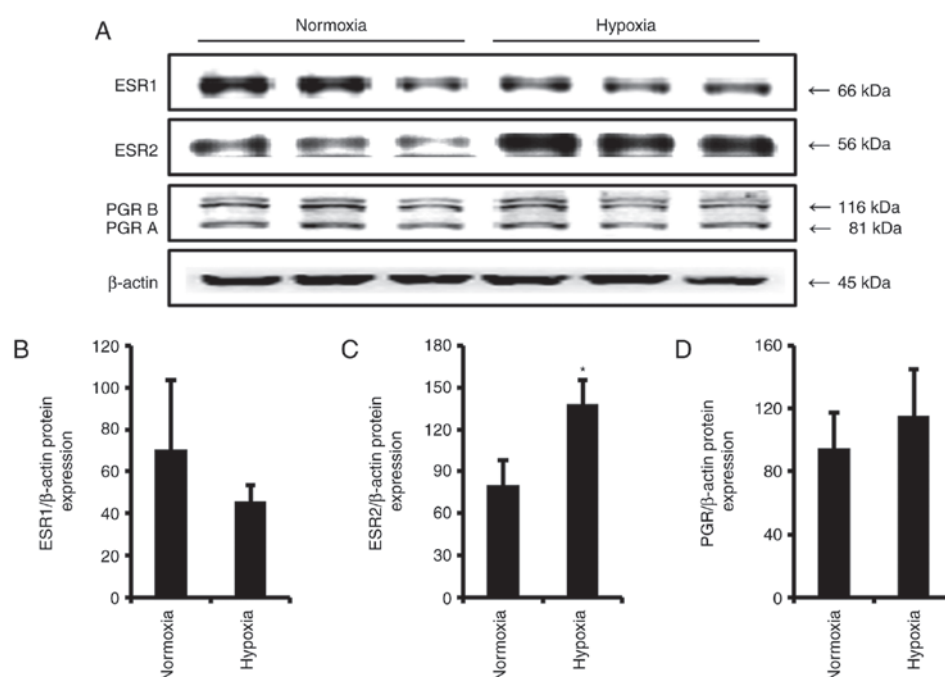 A
Normoxia
Hypoxia
ESR1
← 66 kDa
ESR2
← 56 kDa
PGR B
← 116 kDa
PGR A
← 81 kDa
β-actin
← 45 kDa
B
120
100
80
60
40
20
0
ESR1/β-actin protein
expression
Normoxia
Hypoxia
C
180
150
120
90
60
30
0
ESR2/β-actin protein
expression
*
Normoxia
Hypoxia
D
160
120
80
40
0
PGR/β-actin protein
expression
Normoxia
Hypoxia